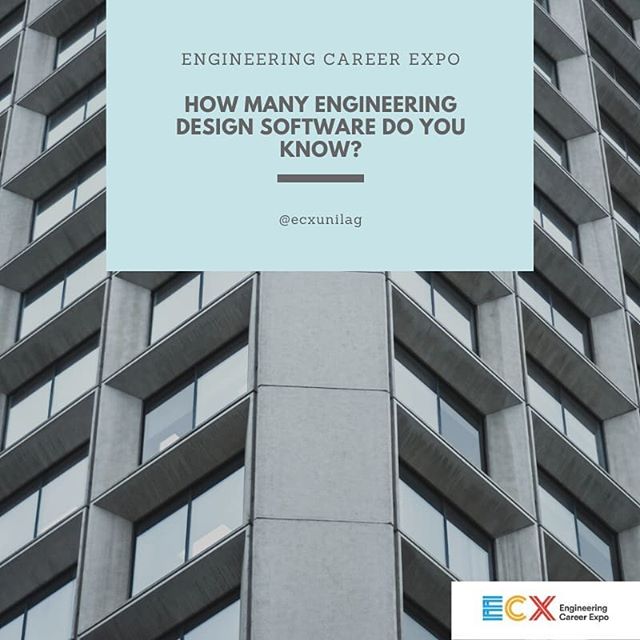 ENGINEERING CAREER EXPO
HOW MANY ENGINEERING
DESIGN SOFTWARE DO YOU
KNOW?
@ecxunilag
ECX Engineering
Career Expo